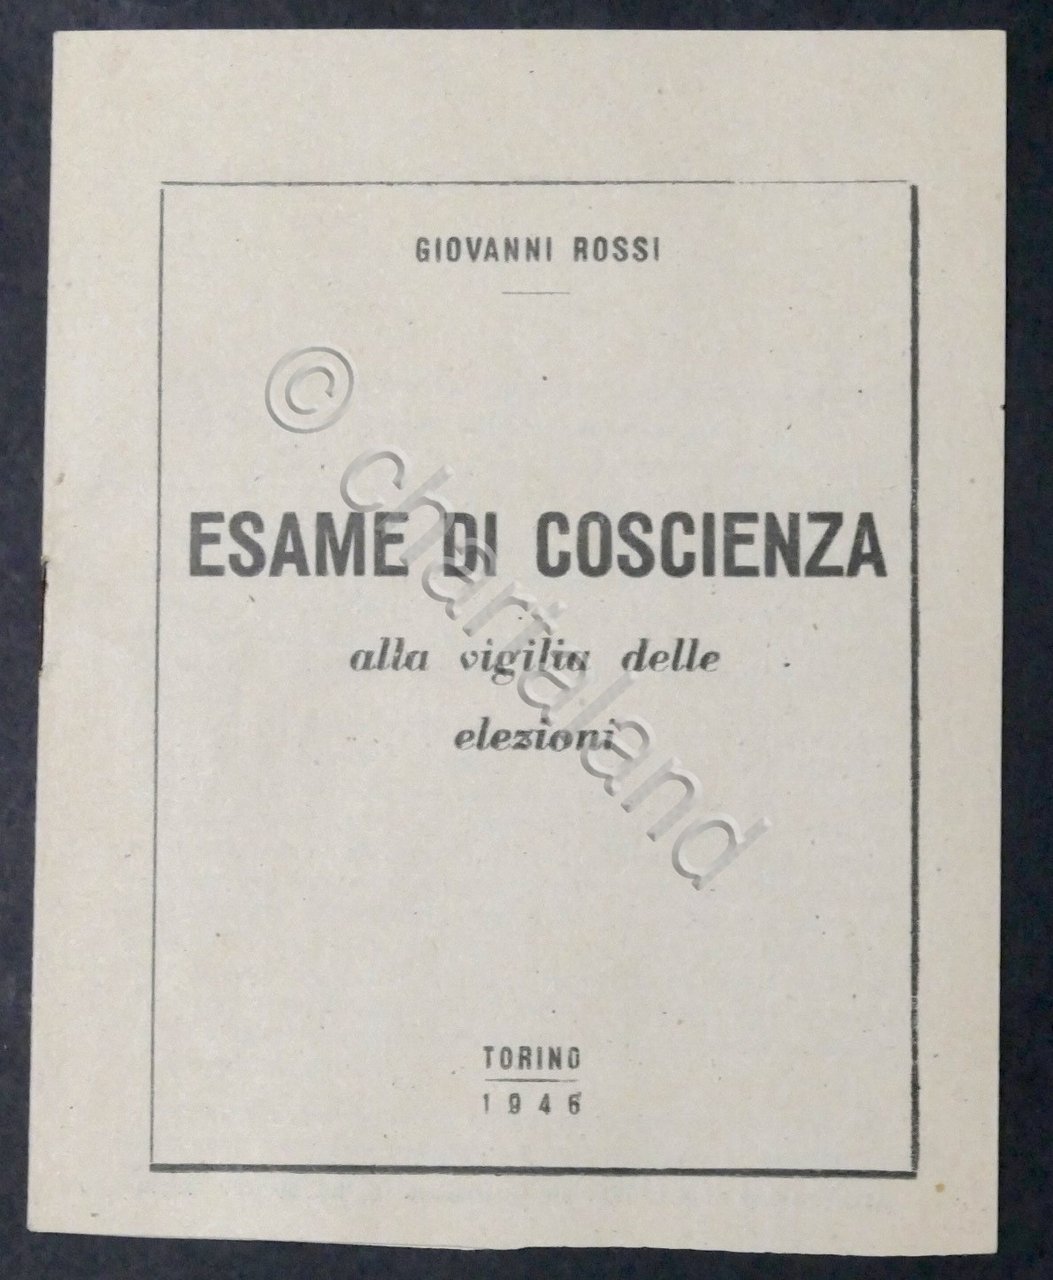 GIOVANNI ROSSI
ESAME DI COSCIENZA
alla vigilia delle
elezioni
TORINO
1946
© chartaland